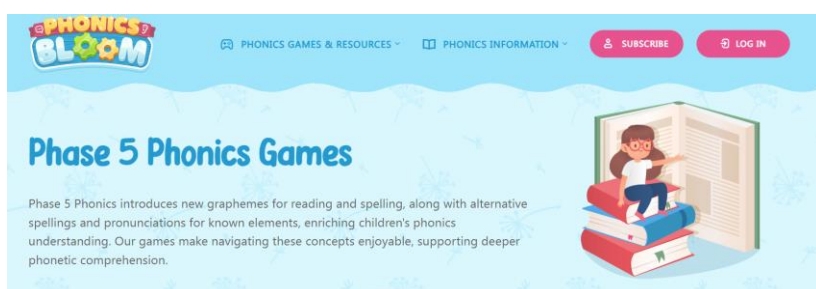 PHONICS
BLOOM
PHONICS GAMES & RESOURCES
PHONICS INFORMATION
SUBSCRIBE
LOG IN
Phase 5 Phonics Games
Phase 5 Phonics introduces new graphemes for reading and spelling, along with alternative
spellings and pronunciations for known elements, enriching children's phonics
understanding. Our games make navigating these concepts enjoyable, supporting deeper
phonetic comprehension.